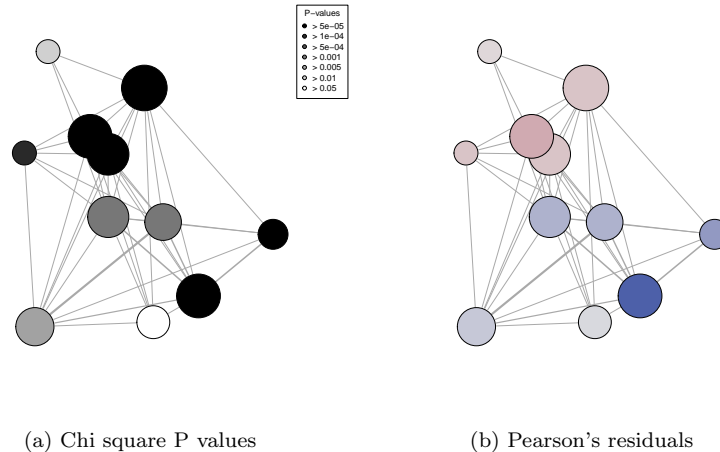 P−values
> 5e−05
> 1e−04
> 5e−04
> 0.001
> 0.005
> 0.01
> 0.05
(a) Chi square P values
(b) Pearson's residuals